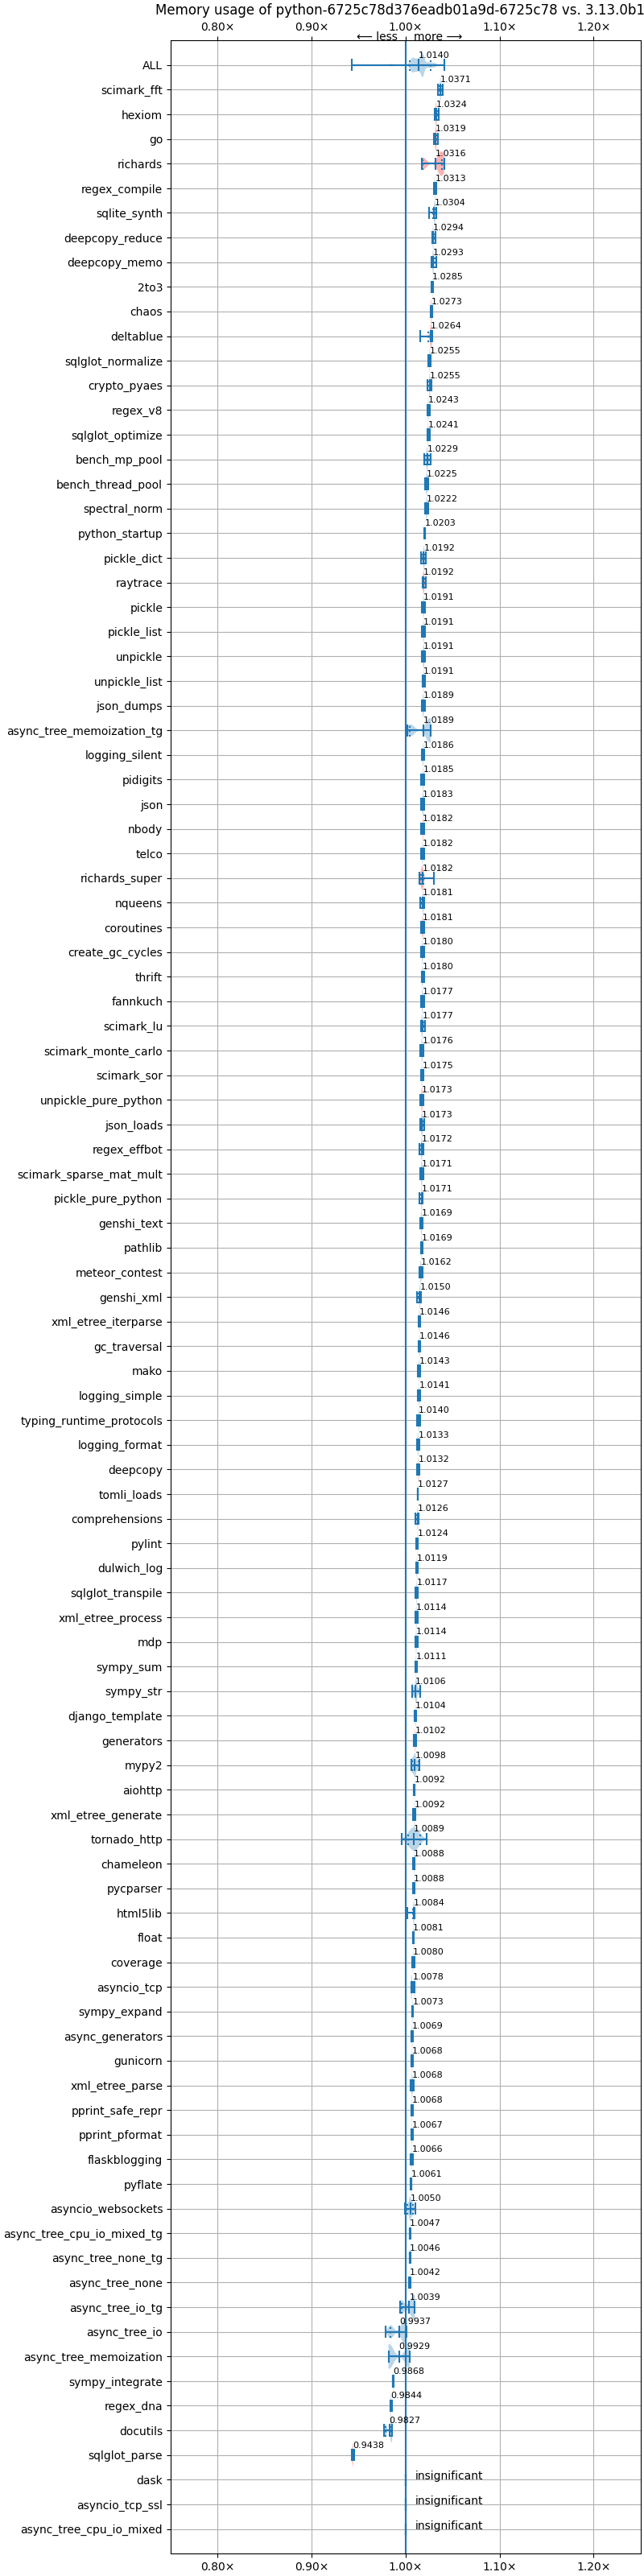 Memory usage of python-6725c78d376eadb01a9d-6725c78 vs. 3.13.0b1
0.80× 0.90× 1.00× 1.10× 1.20×
⟵ less more ⟶
ALL 1.0140
scimark_fft 1.0371
hexiom 1.0324
go 1.0319
richards 1.0316
regex_compile 1.0313
sqlite_synth 1.0304
deepcopy_reduce 1.0294
deepcopy_memo 1.0293
2to3 1.0285
chaos 1.0273
deltablue 1.0264
sqlglot_normalize 1.0255
crypto_pyaes 1.0255
regex_v8 1.0243
sqlglot_optimize 1.0241
bench_mp_pool 1.0229
bench_thread_pool 1.0225
spectral_norm 1.0222
python_startup 1.0203
pickle_dict 1.0192
raytrace 1.0192
pickle 1.0191
pickle_list 1.0191
unpickle 1.0191
unpickle_list 1.0191
json_dumps 1.0189
async_tree_memoization_tg 1.0189
logging_silent 1.0186
pidigits 1.0185
json 1.0183
nbody 1.0182
telco 1.0182
richards_super 1.0182
nqueens 1.0181
coroutines 1.0181
create_gc_cycles 1.0180
thrift 1.0180
fannkuch 1.0177
scimark_lu 1.0177
scimark_monte_carlo 1.0176
scimark_sor 1.0175
unpickle_pure_python 1.0173
json_loads 1.0173
regex_effbot 1.0172
scimark_sparse_mat_mult 1.0171
pickle_pure_python 1.0171
genshi_text 1.0169
pathlib 1.0169
meteor_contest 1.0162
genshi_xml 1.0150
xml_etree_iterparse 1.0146
gc_traversal 1.0146
mako 1.0143
logging_simple 1.0141
typing_runtime_protocols 1.0140
logging_format 1.0133
deepcopy 1.0132
tomli_loads 1.0127
comprehensions 1.0126
pylint 1.0124
dulwich_log 1.0119
sqlglot_transpile 1.0117
xml_etree_process 1.0114
mdp 1.0114
sympy_sum 1.0111
sympy_str 1.0106
django_template 1.0104
generators 1.0102
mypy2 1.0098
aiohttp 1.0092
xml_etree_generate 1.0092
tornado_http 1.0089
chameleon 1.0088
pycparser 1.0088
html5lib 1.0084
float 1.0081
coverage 1.0080
asyncio_tcp 1.0078
sympy_expand 1.0073
async_generators 1.0069
gunicorn 1.0068
xml_etree_parse 1.0068
pprint_safe_repr 1.0068
pprint_pformat 1.0067
flaskblogging 1.0066
pyflate 1.0061
asyncio_websockets 1.0050
async_tree_cpu_io_mixed_tg 1.0047
async_tree_none_tg 1.0046
async_tree_none 1.0042
async_tree_io_tg 1.0039
async_tree_io 0.9937
async_tree_memoization 0.9929
sympy_integrate 0.9868
regex_dna 0.9844
docutils 0.9827
sqlglot_parse 0.9438
dask insignificant
asyncio_tcp_ssl insignificant
async_tree_cpu_io_mixed insignificant
0.80× 0.90× 1.00× 1.10× 1.20×